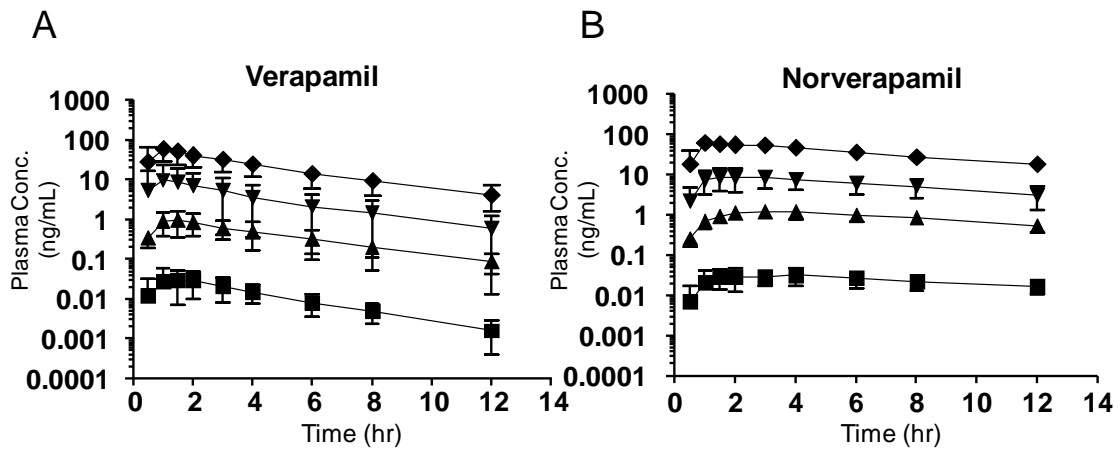 A
Verapamil
Plasma Conc.
(ng/mL)
1000
100
10
1
0.1
0.01
0.001
0.0001
0 2 4 6 8 10 12 14
Time (hr)
B
Norverapamil
Plasma Conc.
(ng/mL)
1000
100
10
1
0.1
0.01
0.001
0.0001
0 2 4 6 8 10 12 14
Time (hr)